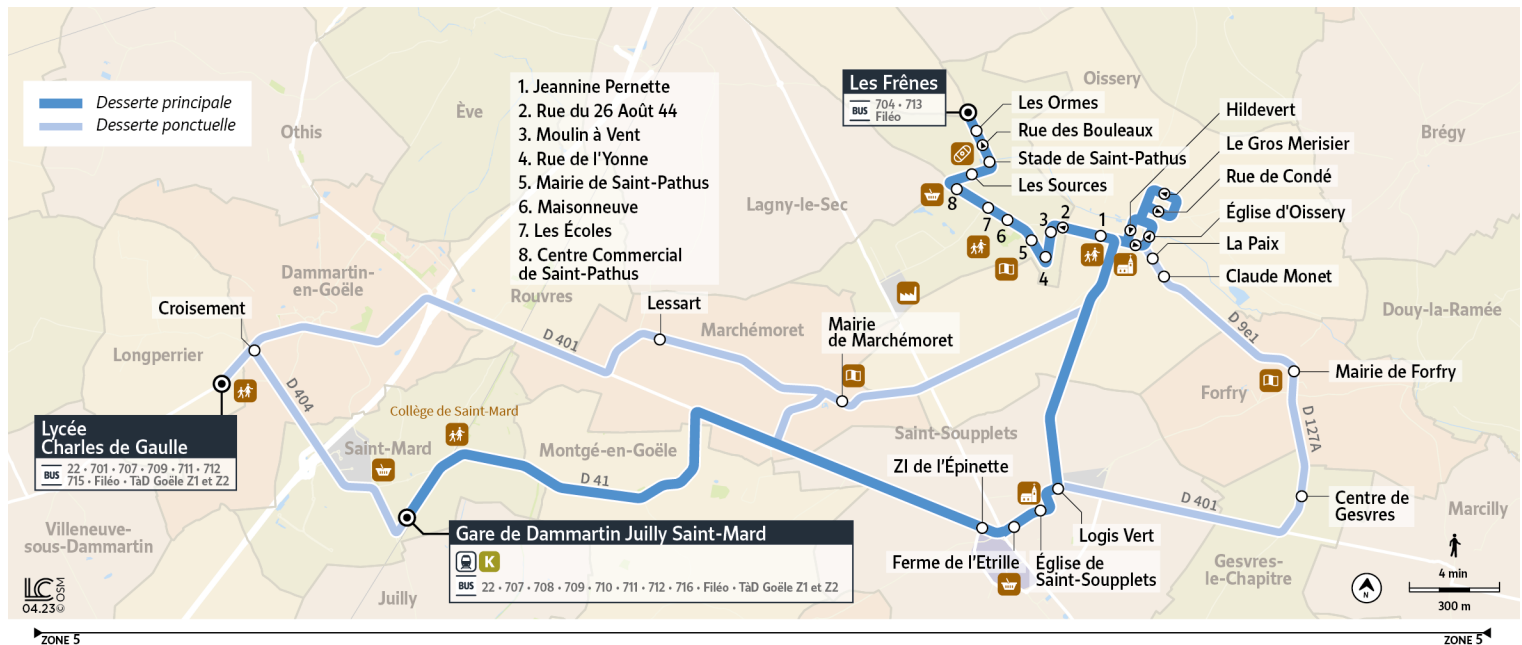 Desserte principale
Desserte ponctuelle
1. Jeannine Pernette
2. Rue du 26 Août 44
3. Moulin à Vent
4. Rue de l'Yonne
5. Mairie de Saint-Pathus
6. Maisonneuve
7. Les Écoles
8. Centre Commercial
de Saint-Pathus
Les Frênes
BUS
704 • 713
Filéo
Les Ormes
Rue des Bouleaux
Stade de Saint-Pathus
Les Sources
8
7
6
5
4
3
2
1
Hildevert
Le Gros Merisier
Rue de Condé
Église d'Oissery
La Paix
Claude Monet
Oissery
Brégy
Ève
Othis
Lagny-le-Sec
Dammartin-
en-Goële
Rouvres
Douy-la-Ramée
Croisement
Lessart
Longperrier
D 401
Marchémoret
Mairie
de Marchémoret
D 9e1
Mairie de Forfry
Forfry
D 127A
D 404
Lycée
Charles de Gaulle
BUS
22 • 701 • 707 • 709 • 711 • 712
715 • Filéo • TàD Goële Z1 et Z2
Collège de Saint-Mard
Saint-Mard
Montgé-en-Goële
D 41
Saint-Soupplets
ZI de l'Épinette
Ferme de l'Etrille
Église de
Saint-Soupplets
Logis Vert
D 401
Centre de
Gesvres
Marcilly
Gesvres-
le-Chapitre
Villeneuve-
sous-Dammartin
Juilly
Gare de Dammartin Juilly Saint-Mard
K
BUS
22 • 707 • 708 • 709 • 710 • 711 • 712 • 716 • Filéo • TàD Goële Z1 et Z2
LC
04.23 © OSM
N
4 min
300 m
ZONE 5
ZONE 5